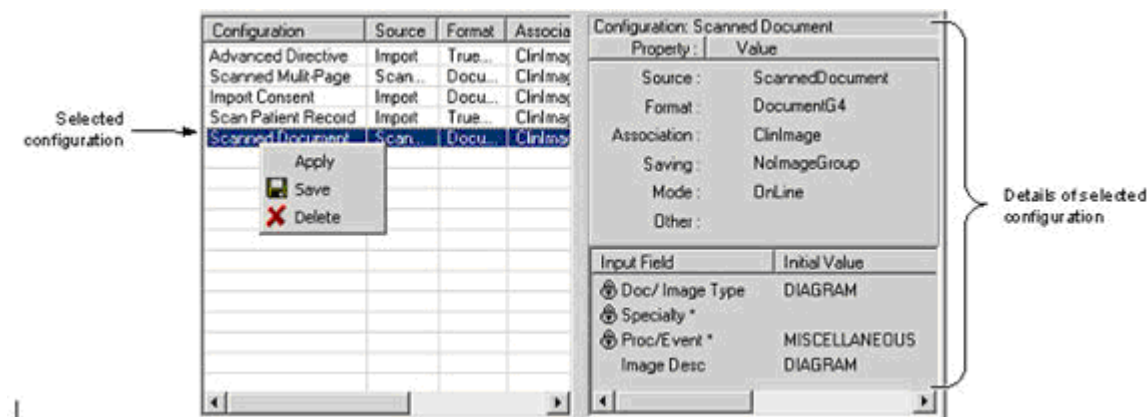 Configuration Source Format Associa
Advanced Directive Import True... ClinImag
Scanned Mulit-Page Scan... Docu... ClinImag
Import Consent Import Docu... ClinImag
Scan Patient Record Import True... ClinImag
Scanned Document Scan... Docu... ClinImag
Apply
Save
Delete
Selected
configuration
Configuration: Scanned Document
Property : Value
Source : ScannedDocument
Format : DocumentG4
Association : ClinImage
Saving : NoImageGroup
Mode : OnLine
Other :
Input Field Initial Value
Doc/ Image Type DIAGRAM
Specialty *
Proc/Event * MISCELLANEOUS
Image Desc DIAGRAM
Details of selected
configuration